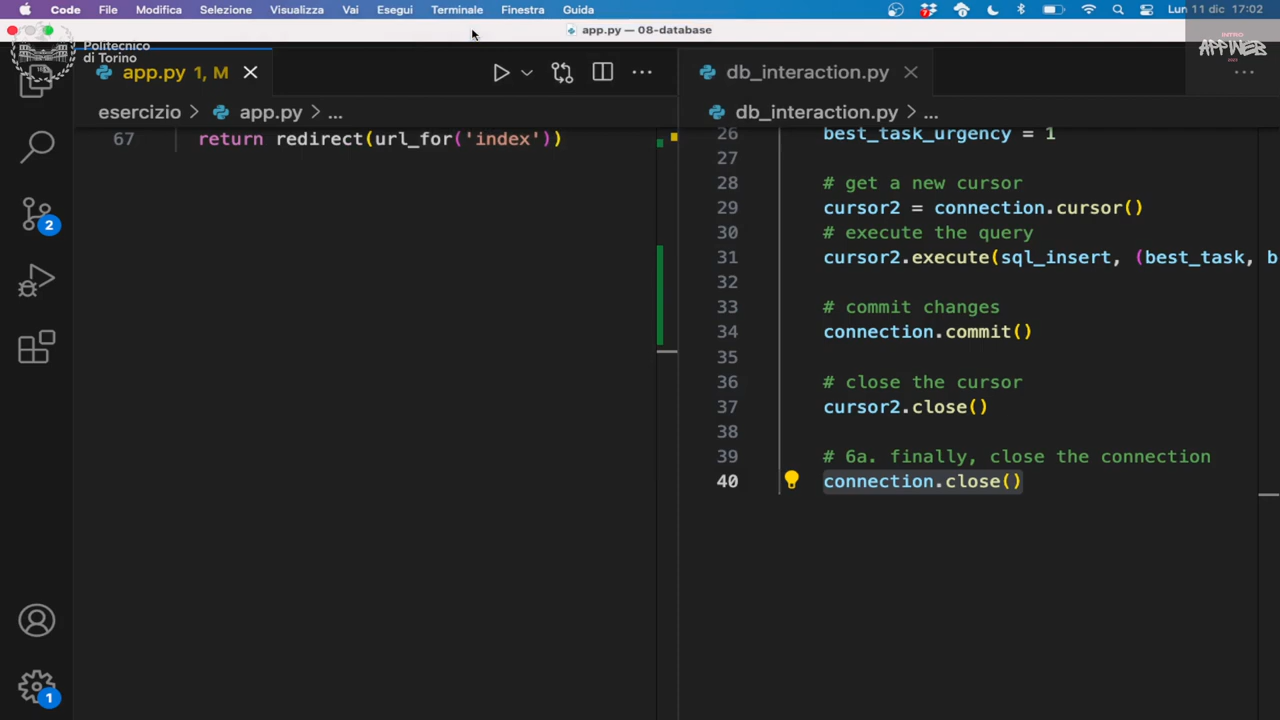 Code File Modifica Selezione Visualizza Vai Esegui Terminale Finestra Guida Lun 11 dic 17:02
app.py — 08-database
Politecnico
di Torino
INTRO
APPWEB
app.py 1, M
db_interaction.py
esercizio > app.py > ...
db_interaction.py > ...
67 return redirect(url_for('index'))
26 best_task_urgency = 1
27
28 # get a new cursor
29 cursor2 = connection.cursor()
30 # execute the query
31 cursor2.execute(sql_insert, (best_task, b
32
33 # commit changes
34 connection.commit()
35
36 # close the cursor
37 cursor2.close()
38
39 # 6a. finally, close the connection
40 connection.close()
2
1